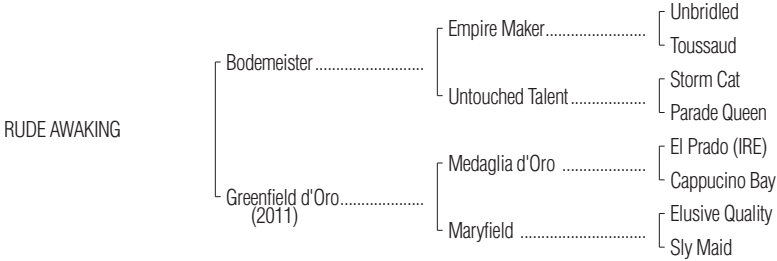 Unbridled
Empire Maker
Toussaud
Bodemeister
Storm Cat
Untouched Talent
Parade Queen
RUDE AWAKING
El Prado (IRE)
Medaglia d'Oro
Cappucino Bay
Greenfield d'Oro
(2011)
Elusive Quality
Maryfield
Sly Maid